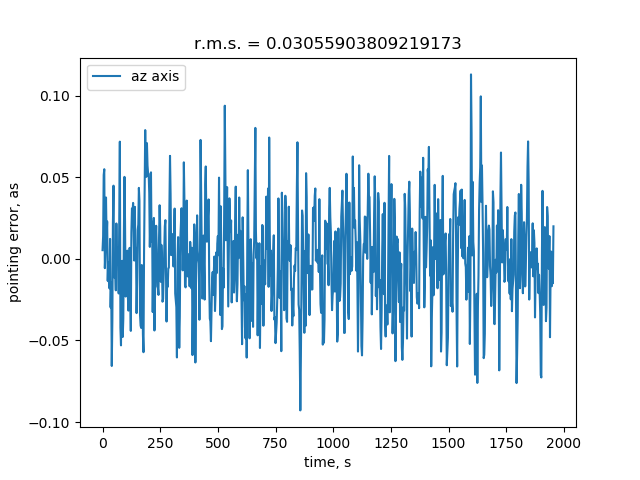 r.m.s. = 0.03055903809219173
az axis
0.10
0.05
0.00
−0.05
−0.10
pointing error, as
0 250 500 750 1000 1250 1500 1750 2000
time, s